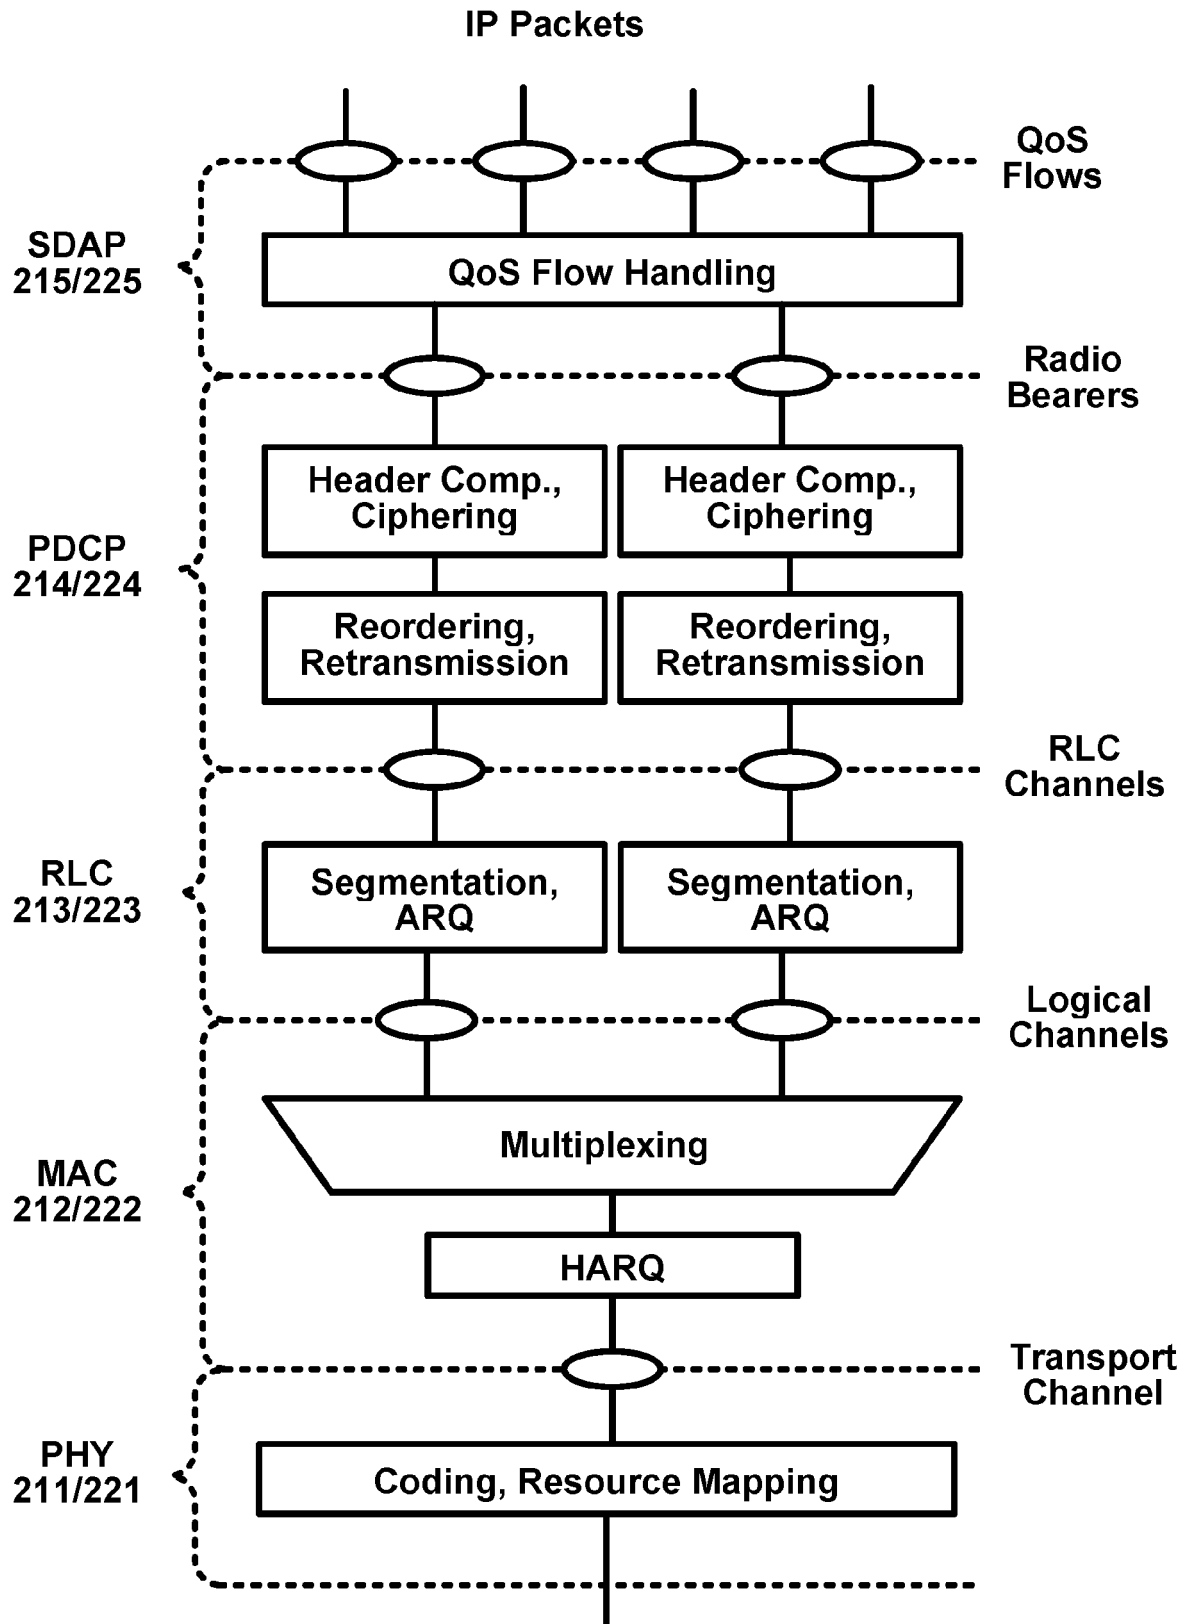 IP Packets
QoS
Flows
SDAP
215/225
QoS Flow Handling
Radio
Bearers
Header Comp.,
Ciphering
Header Comp.,
Ciphering
PDCP
214/224
Reordering,
Retransmission
Reordering,
Retransmission
RLC
Channels
RLC
213/223
Segmentation,
ARQ
Segmentation,
ARQ
Logical
Channels
Multiplexing
MAC
212/222
HARQ
Transport
Channel
PHY
211/221
Coding, Resource Mapping